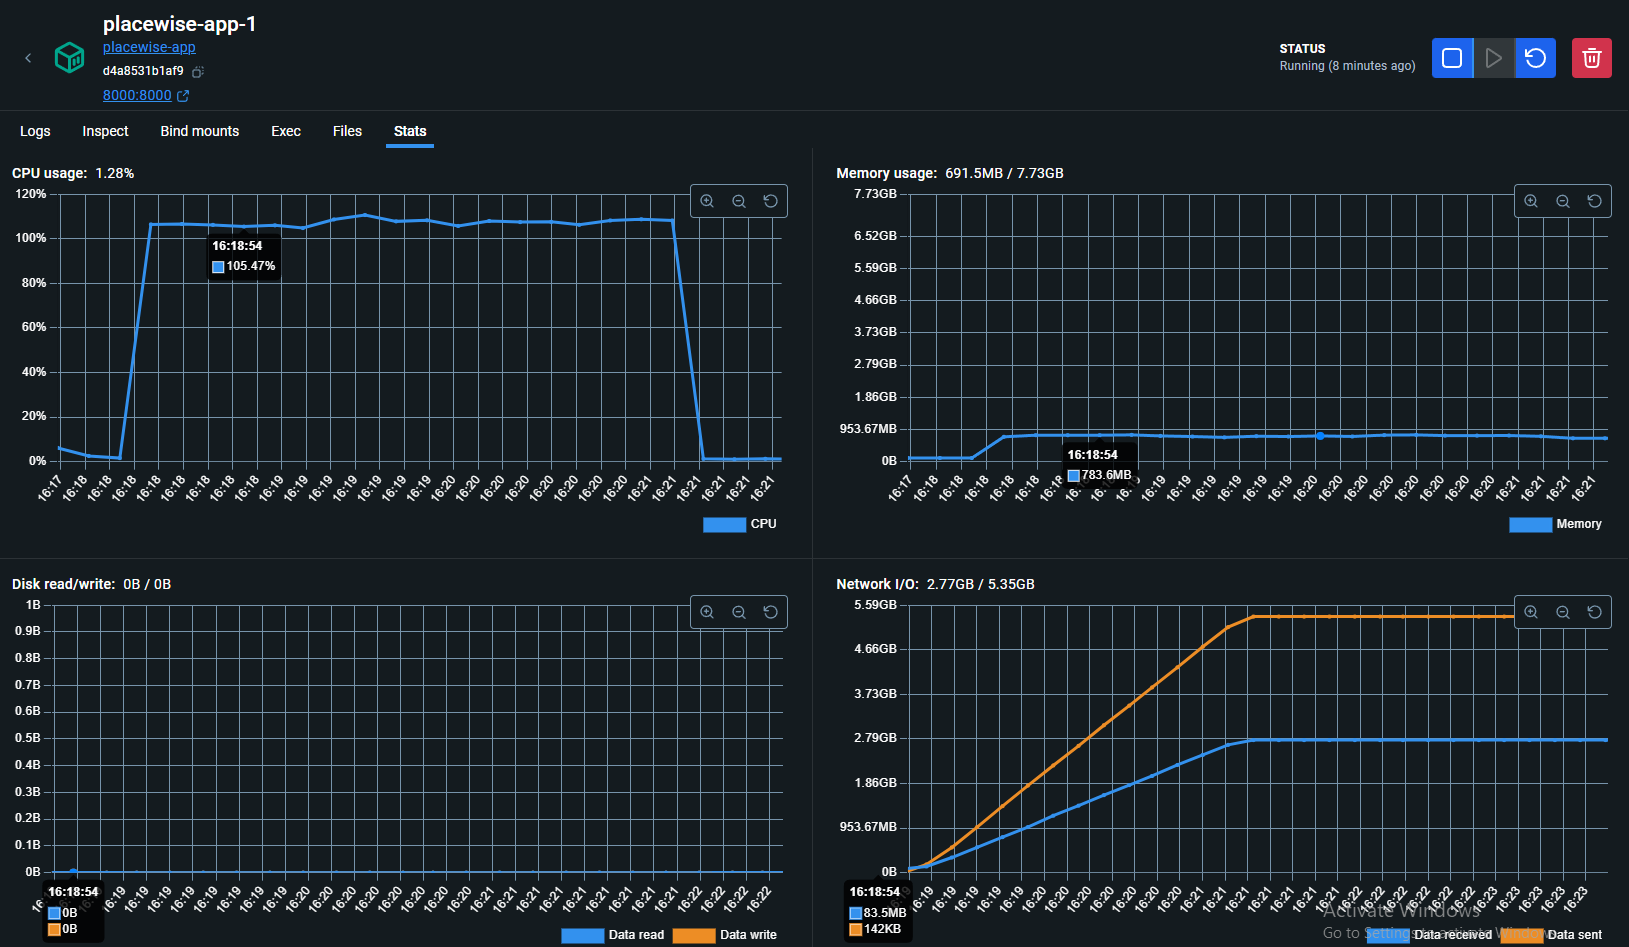 placewise-app-1
placewise-app
d4a8531b1af9
8000:8000
STATUS
Running (8 minutes ago)
Logs Inspect Bind mounts Exec Files Stats
CPU usage: 1.28%
120%
100%
80%
60%
40%
20%
0%
16:18:54
105.47%
16:17 16:18 16:18 16:18 16:18 16:18 16:18 16:18 16:18 16:19 16:19 16:19 16:19 16:19 16:19 16:19 16:20 16:20 16:20 16:20 16:20 16:20 16:20 16:20 16:21 16:21 16:21 16:21 16:21 16:21
CPU
Memory usage: 691.5MB / 7.73GB
7.73GB
6.52GB
5.59GB
4.66GB
3.73GB
2.79GB
1.86GB
953.67MB
0B
16:18:54
783.6MB
16:17 16:18 16:18 16:18 16:18 16:18 16:19 16:19 16:19 16:19 16:19 16:19 16:20 16:20 16:20 16:20 16:20 16:20 16:20 16:20 16:21 16:21 16:21 16:21
Memory
Disk read/write: 0B / 0B
1B
0.9B
0.8B
0.7B
0.6B
0.5B
0.4B
0.3B
0.2B
0.1B
0B
16:18:54
0B
0B
16:19 16:19 16:19 16:19 16:19 16:19 16:19 16:19 16:20 16:20 16:20 16:20 16:20 16:20 16:20 16:20 16:21 16:21 16:21 16:21 16:21 16:21 16:21 16:21 16:21 16:22 16:22 16:22 16:22
Data read Data write
Network I/O: 2.77GB / 5.35GB
5.59GB
4.66GB
3.73GB
2.79GB
1.86GB
953.67MB
0B
16:18:54
83.5MB
142KB
16:19 16:19 16:19 16:19 16:19 16:20 16:20 16:20 16:20 16:20 16:20 16:20 16:21 16:21 16:21 16:21 16:21 16:22 16:22 16:22 16:22 16:22 16:22 16:23 16:23 16:23 16:23
Data received Data sent
Activate Windows
Go to Settings to activate Windows.